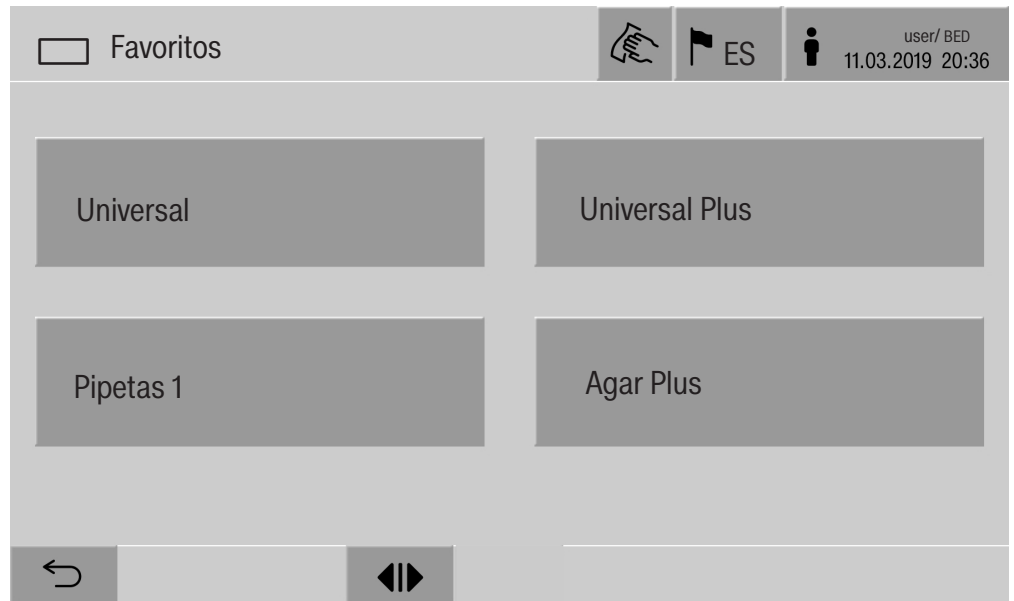 Favoritos
ES
user/ BED
11.03.2019 20:36
Universal
Universal Plus
Pipetas 1
Agar Plus